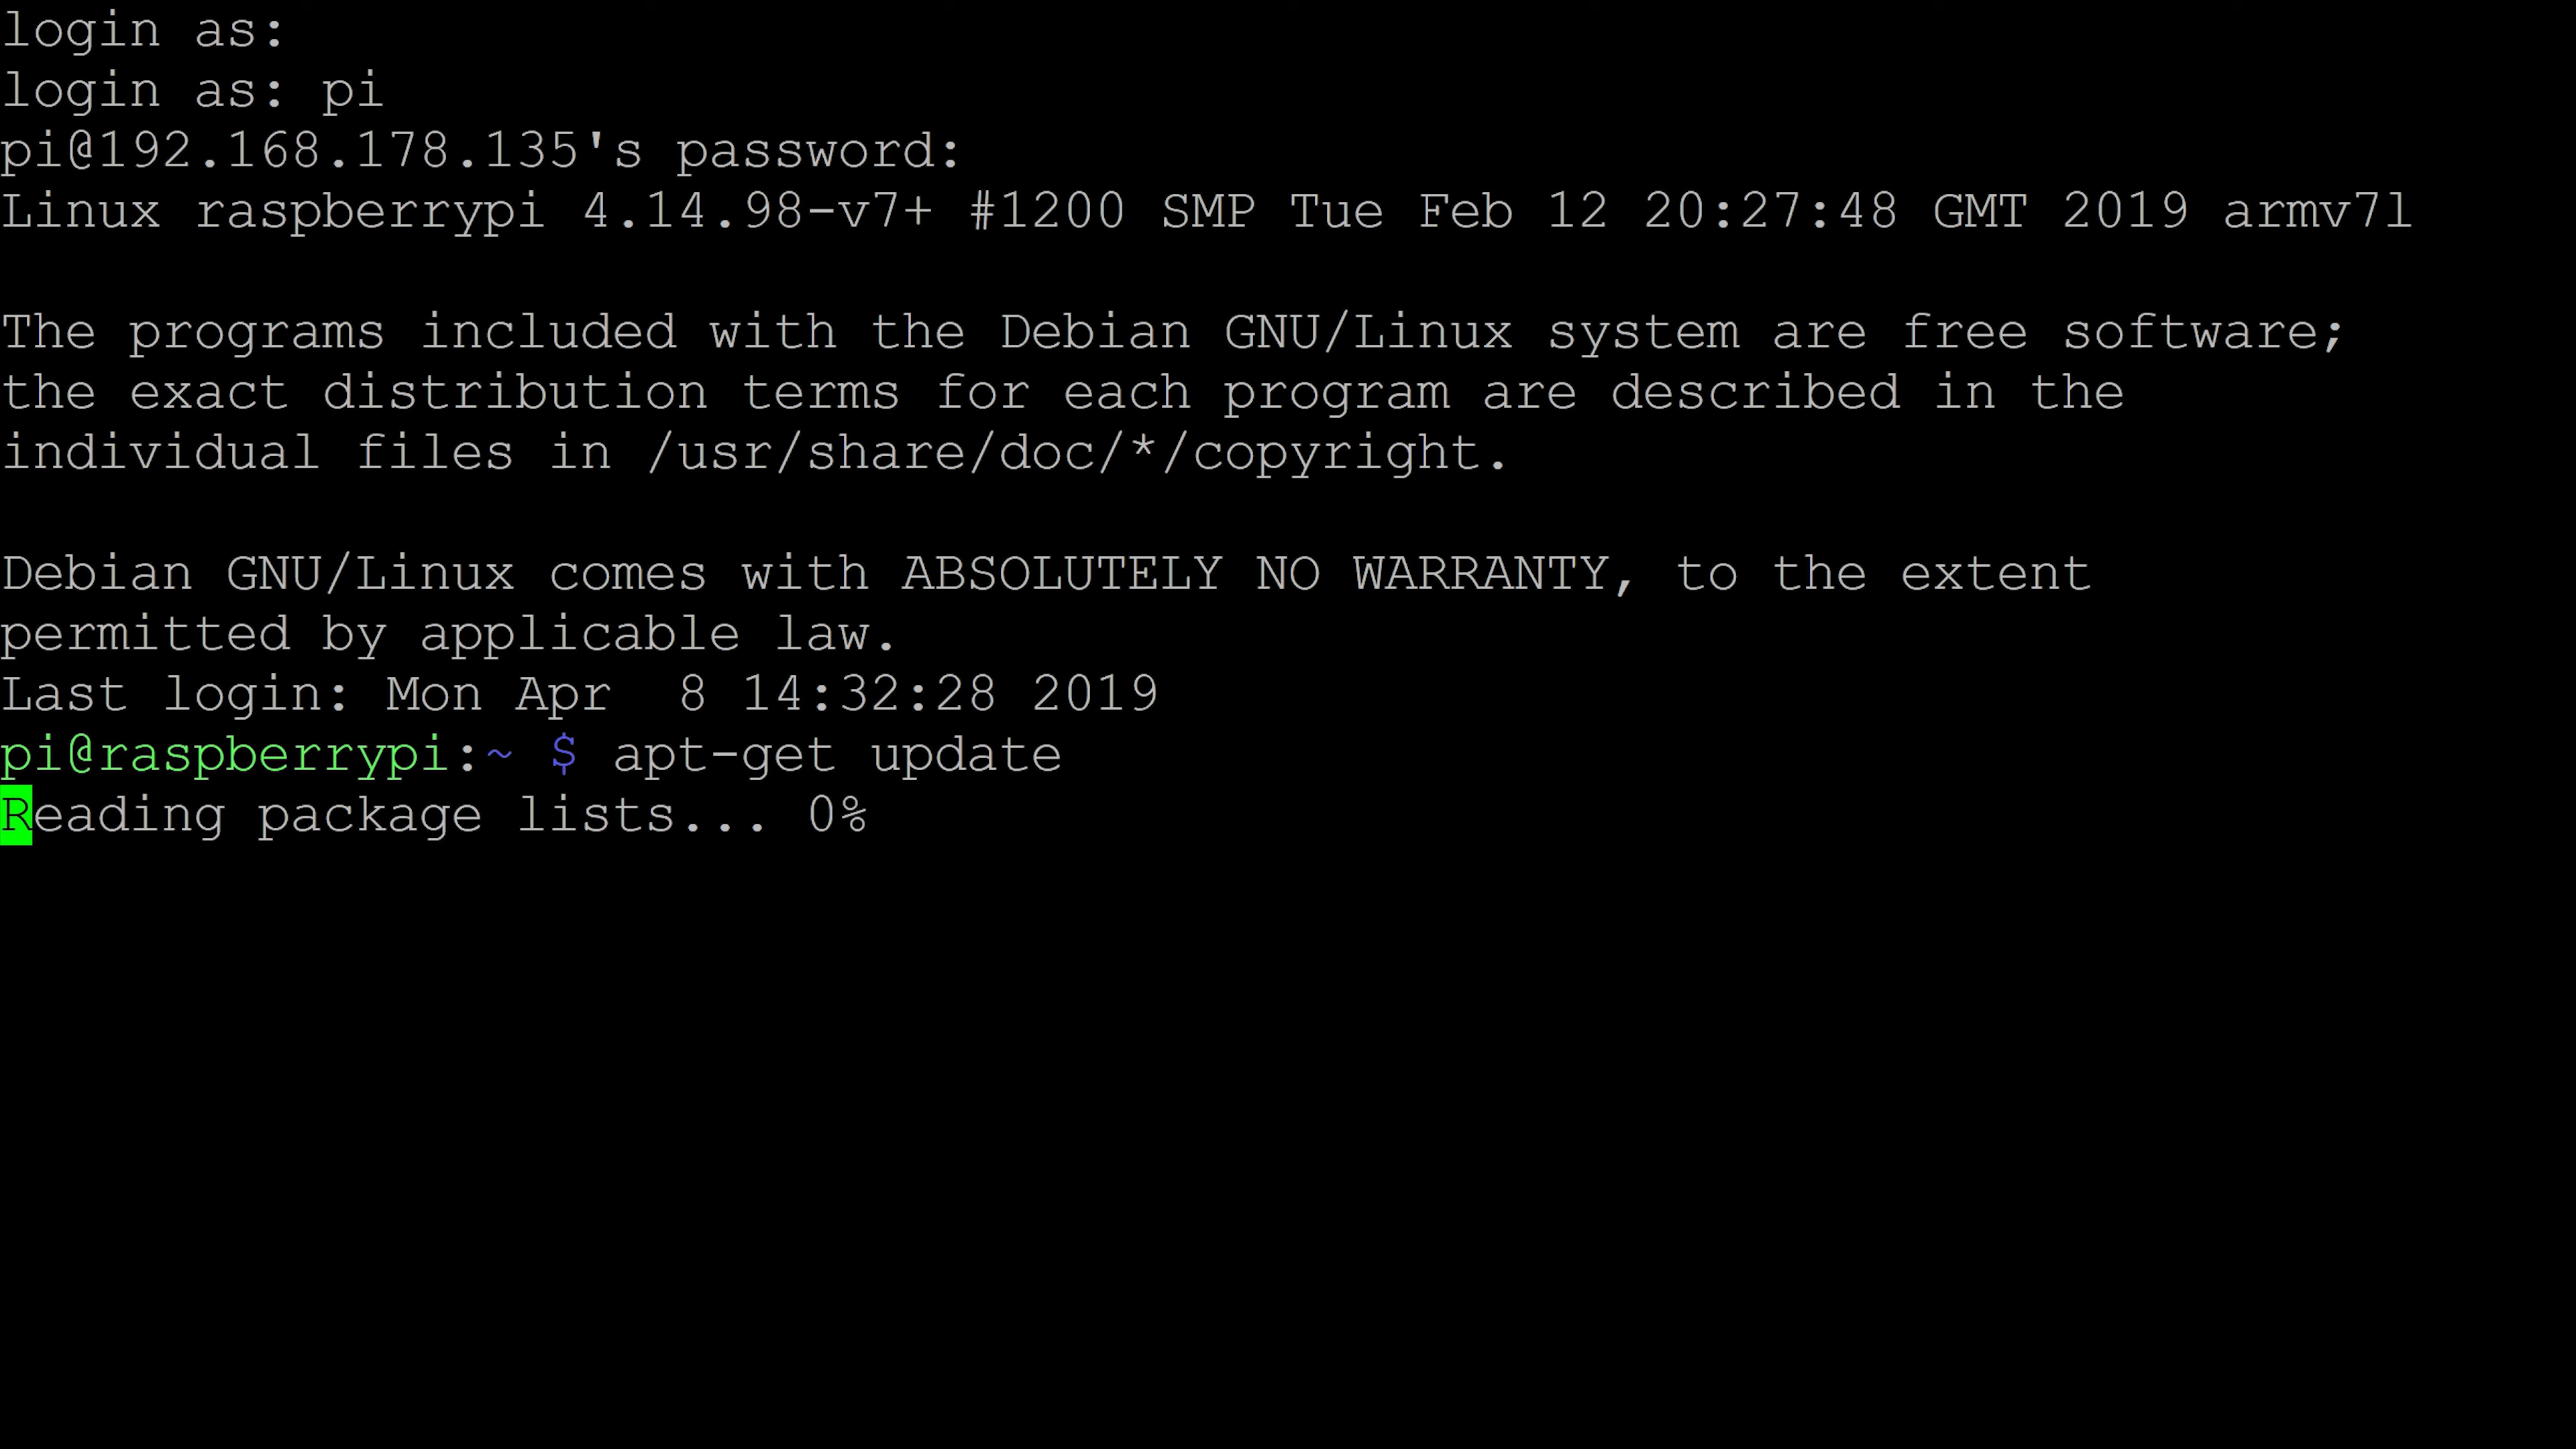 login as:
login as: pi
pi@192.168.178.135's password:
Linux raspberrypi 4.14.98-v7+ #1200 SMP Tue Feb 12 20:27:48 GMT 2019 armv7l
The programs included with the Debian GNU/Linux system are free software;
the exact distribution terms for each program are described in the
individual files in /usr/share/doc/*/copyright.
Debian GNU/Linux comes with ABSOLUTELY NO WARRANTY, to the extent
permitted by applicable law.
Last login: Mon Apr  8 14:32:28 2019
pi@raspberrypi:~ $ apt-get update
Reading package lists... 0%